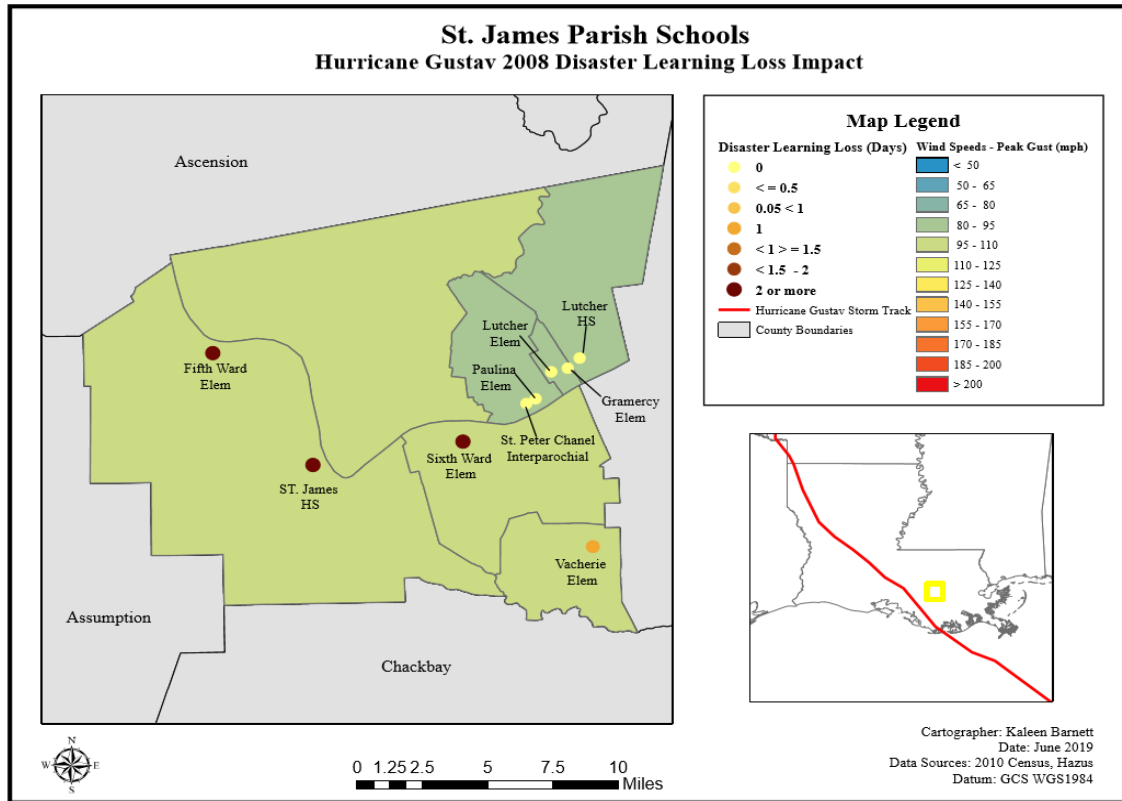 St. James Parish Schools
Hurricane Gustav 2008 Disaster Learning Loss Impact
Ascension
Lutcher
HS
Lutcher
Elem
Fifth Ward
Elem
Paulina
Elem
Gramercy
Elem
St. Peter Chanel
Interparochial
Sixth Ward
Elem
ST. James
HS
Vacherie
Elem
Assumption
Chackbay
Map Legend
Disaster Learning Loss (Days)
0
< = 0.5
0.05 < 1
1
< 1 > = 1.5
< 1.5 - 2
2 or more
Hurricane Gustav Storm Track
County Boundaries
Wind Speeds - Peak Gust (mph)
< 50
50 - 65
65 - 80
80 - 95
95 - 110
110 - 125
125 - 140
140 - 155
155 - 170
170 - 185
185 - 200
> 200
N
W E
S
0 1.25 2.5 5 7.5 10
Miles
Cartographer: Kaleen Barnett
Date: June 2019
Data Sources: 2010 Census, Hazus
Datum: GCS WGS1984